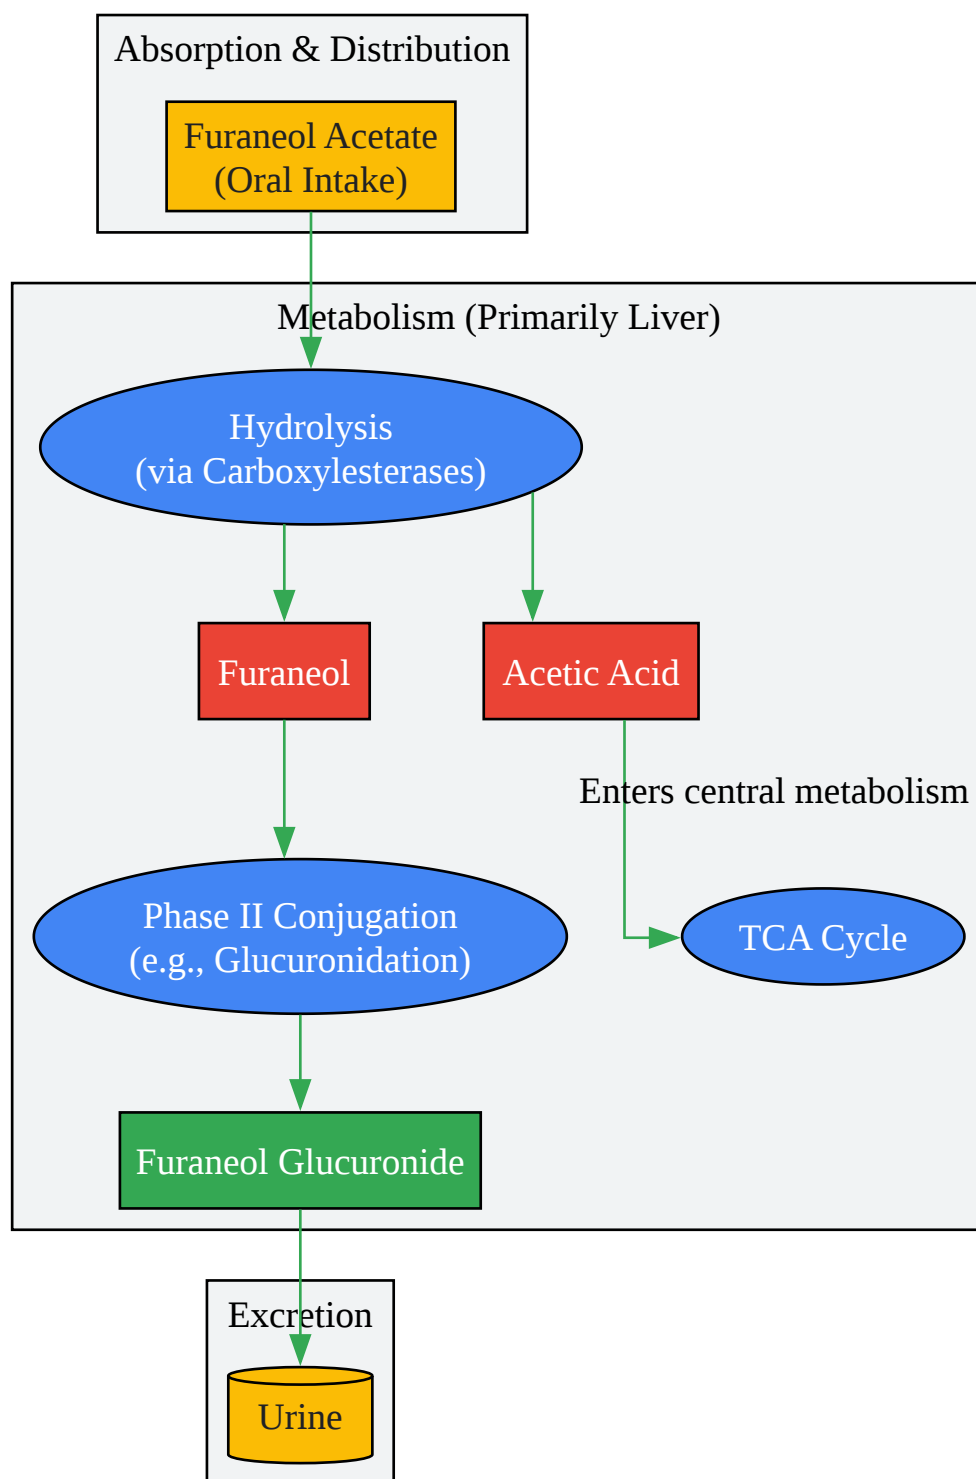 Absorption & Distribution
Furaneol Acetate
(Oral Intake)
Metabolism (Primarily Liver)
Hydrolysis
(via Carboxylesterases)
Furaneol
Acetic Acid
Enters central metabolism
Phase II Conjugation
(e.g., Glucuronidation)
TCA Cycle
Furaneol Glucuronide
Excretion
Urine